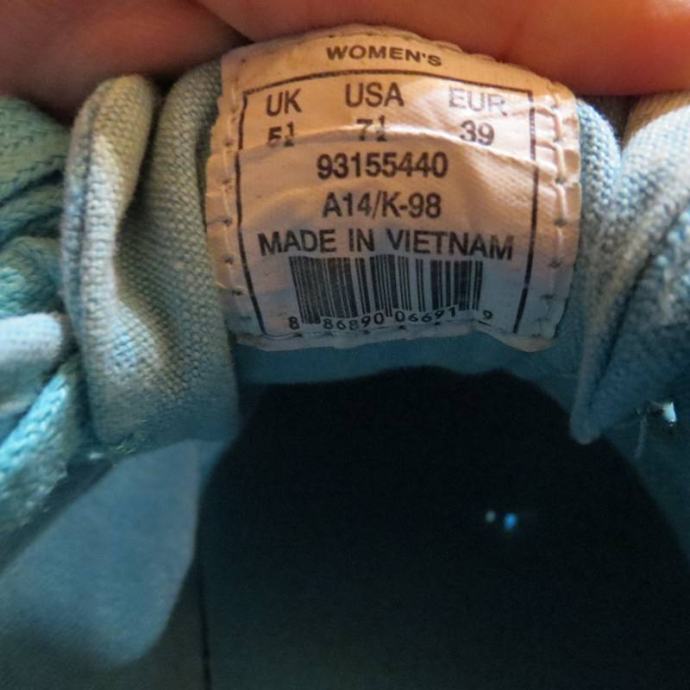 WOMEN'S
UK USA EUR
5½ 7½ 39
93155440
A14/K-98
MADE IN VIETNAM
8 86890 06691 9